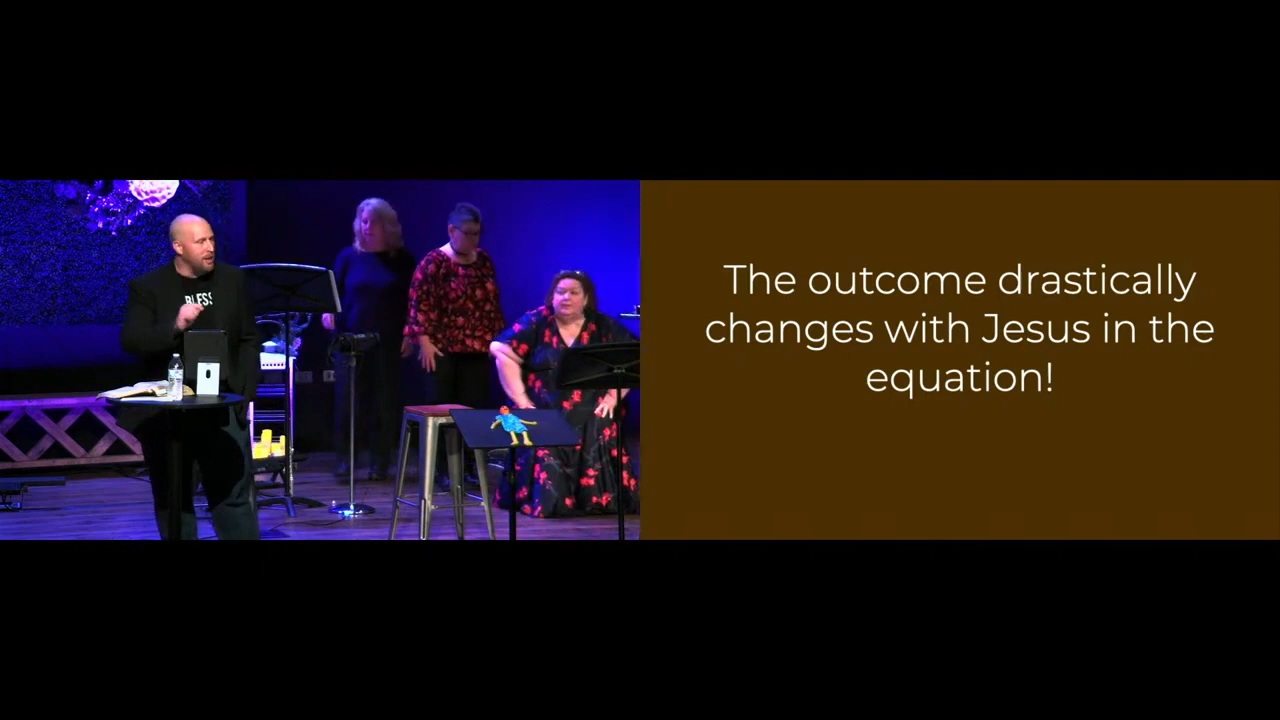 BLESS
The outcome drastically
changes with Jesus in the
equation!